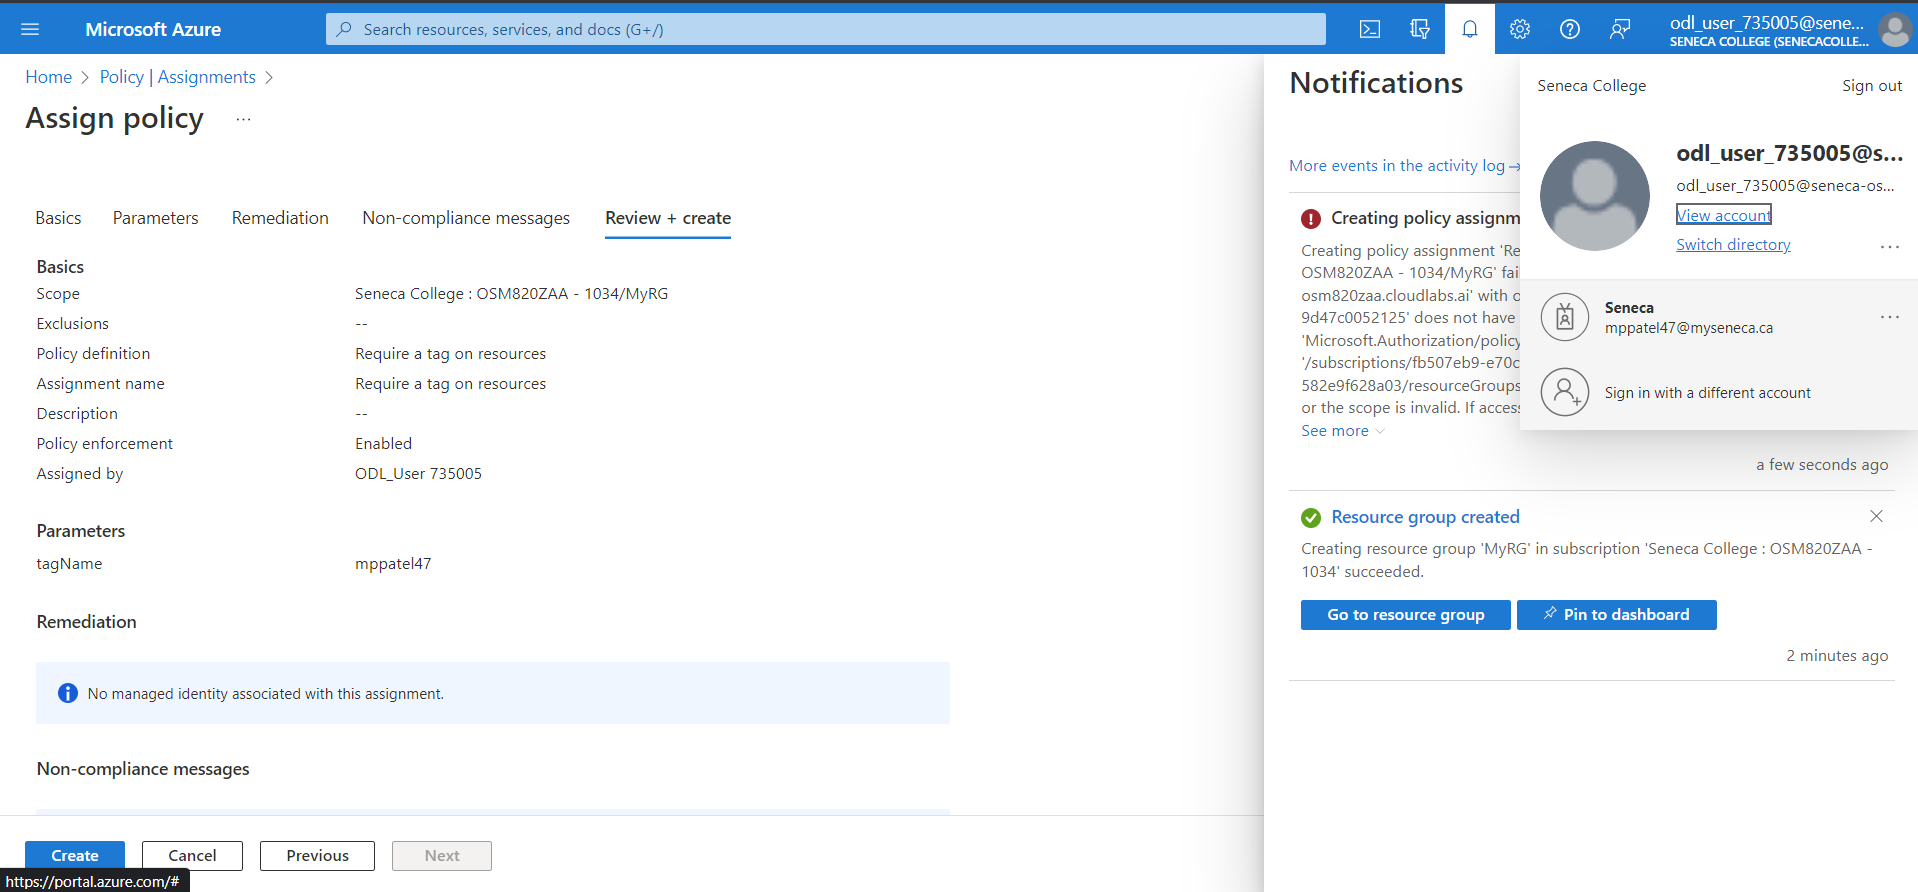 Microsoft Azure
Search resources, services, and docs (G+/)
odl_user_735005@sene...
SENECA COLLEGE (SENECACOLLE...
Home > Policy | Assignments >
Assign policy ...
Basics
Parameters
Remediation
Non-compliance messages
Review + create
Basics
Scope Seneca College : OSM820ZAA - 1034/MyRG
Exclusions --
Policy definition Require a tag on resources
Assignment name Require a tag on resources
Description --
Policy enforcement Enabled
Assigned by ODL_User 735005
Parameters
tagName mppatel47
Remediation
No managed identity associated with this assignment.
Non-compliance messages
Create
Cancel
Previous
Next
https://portal.azure.com/#
Notifications
More events in the activity log →
Creating policy assignm
Creating policy assignment 'Re
OSM820ZAA - 1034/MyRG' fai
osm820zaa.cloudlabs.ai' with o
9d47c0052125' does not have
'Microsoft.Authorization/policy
'/subscriptions/fb507eb9-e70c
582e9f628a03/resourceGroups
or the scope is invalid. If access
See more
a few seconds ago
Resource group created
Creating resource group 'MyRG' in subscription 'Seneca College : OSM820ZAA -
1034' succeeded.
Go to resource group
Pin to dashboard
2 minutes ago
Seneca College
Sign out
odl_user_735005@s...
odl_user_735005@seneca-os...
View account
Switch directory
...
Seneca
mppatel47@myseneca.ca
...
Sign in with a different account